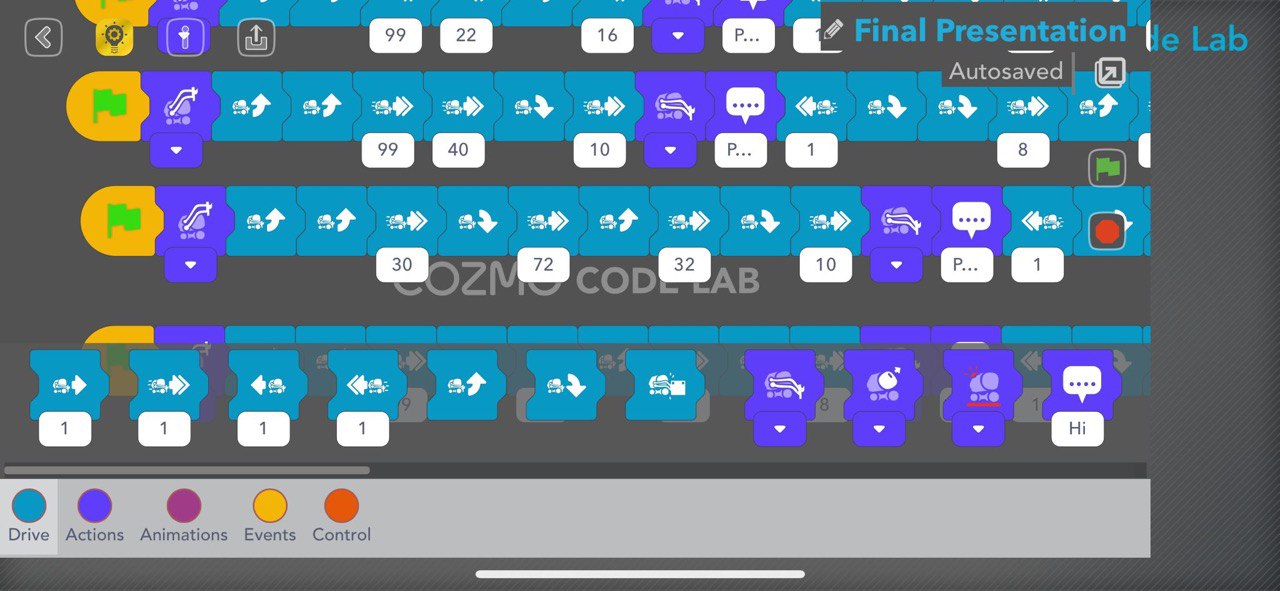 99 22 16 P...
Final Presentation
de Lab
Autosaved
99 40 10 P... 1 8
30 72 32 10 P... 1
COZMO CODE LAB
1 1 1 1 Hi
Drive Actions Animations Events Control